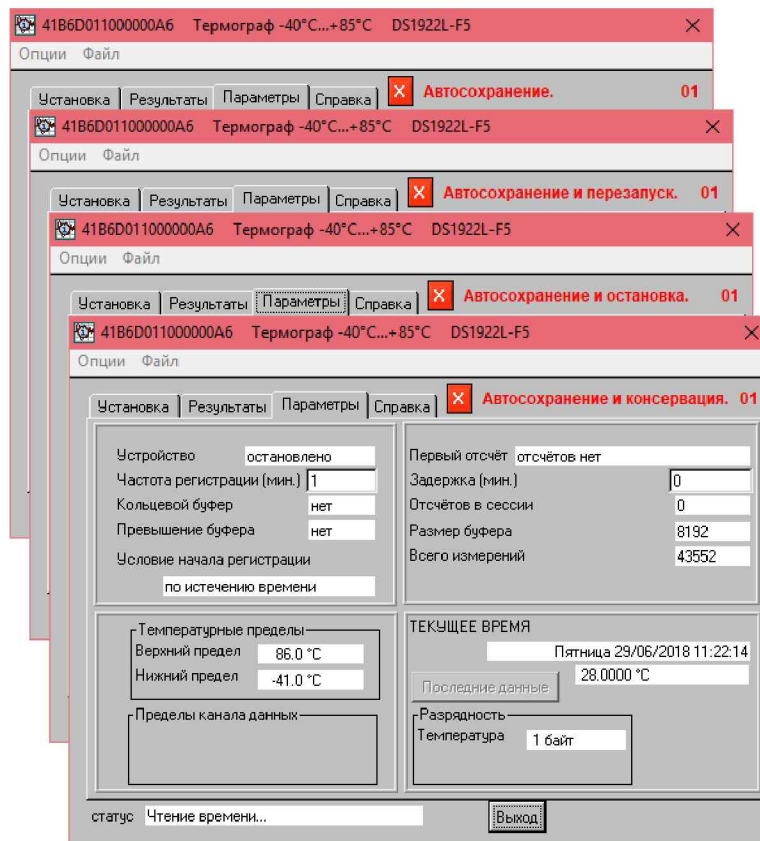 41B6D011000000A6 Термограф -40°C...+85°C DS1922L-F5
Опции Файл
Установка Результаты Параметры Справка X Автосохранение. 01
41B6D011000000A6 Термограф -40°C...+85°C DS1922L-F5
Опции Файл
Установка Результаты Параметры Справка X Автосохранение и перезапуск. 01
41B6D011000000A6 Термограф -40°C...+85°C DS1922L-F5
Опции Файл
Установка Результаты Параметры Справка X Автосохранение и остановка. 01
41B6D011000000A6 Термограф -40°C...+85°C DS1922L-F5
Опции Файл
Установка Результаты Параметры Справка X Автосохранение и консервация. 01
Устройство остановлено
Частота регистрации (мин.) 1
Кольцевой буфер нет
Превышение буфера нет
Условие начала регистрации
по истечению времени
Первый отсчёт отсчётов нет
Задержка (мин.) 0
Отсчётов в сессии 0
Размер буфера 8192
Всего измерений 43552
Температурные пределы
Верхний предел 86.0 °C
Нижний предел -41.0 °C
Пределы канала данных
ТЕКУЩЕЕ ВРЕМЯ
Пятница 29/06/2018 11:22:14
Последние данные 28.0000 °C
Разрядность
Температура 1 байт
статус Чтение времени...
Выход